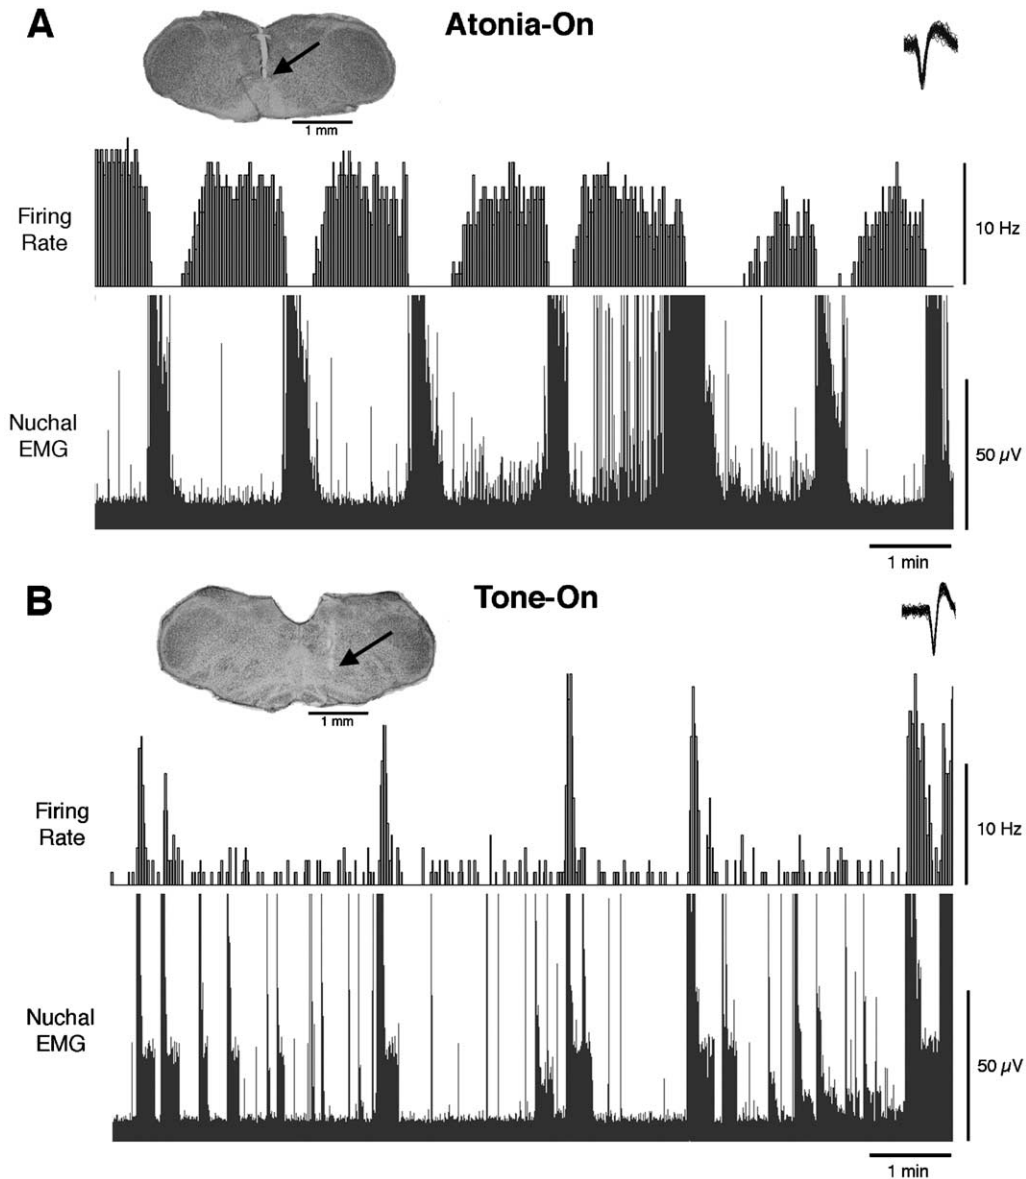 A
Atonia-On
1 mm
Firing
Rate
10 Hz
Nuchal
EMG
50 µV
1 min
B
Tone-On
1 mm
Firing
Rate
10 Hz
Nuchal
EMG
50 µV
1 min